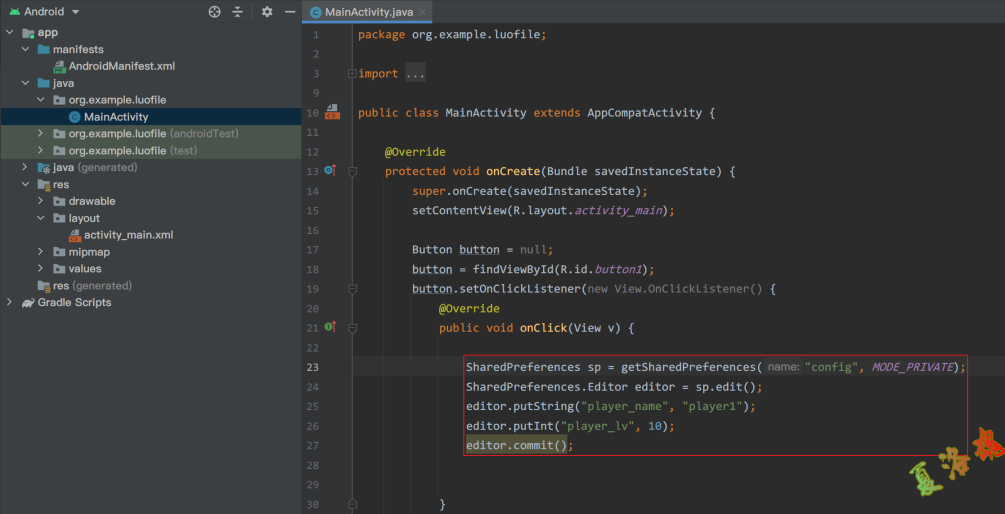 Android
app
manifests
AndroidManifest.xml
java
org.example.luofile
MainActivity
org.example.luofile (androidTest)
org.example.luofile (test)
java (generated)
res
drawable
layout
activity_main.xml
mipmap
values
res (generated)
Gradle Scripts
MainActivity.java
1 package org.example.luofile;
2
3 import ...
9
10 public class MainActivity extends AppCompatActivity {
11
12 @Override
13 protected void onCreate(Bundle savedInstanceState) {
14 super.onCreate(savedInstanceState);
15 setContentView(R.layout.activity_main);
16
17 Button button = null;
18 button = findViewById(R.id.button1);
19 button.setOnClickListener(new View.OnClickListener() {
20 @Override
21 public void onClick(View v) {
22
23 SharedPreferences sp = getSharedPreferences( name: "config", MODE_PRIVATE);
24 SharedPreferences.Editor editor = sp.edit();
25 editor.putString("player_name", "player1");
26 editor.putInt("player_lv", 10);
27 editor.commit();
28
29
30 }
夏洛